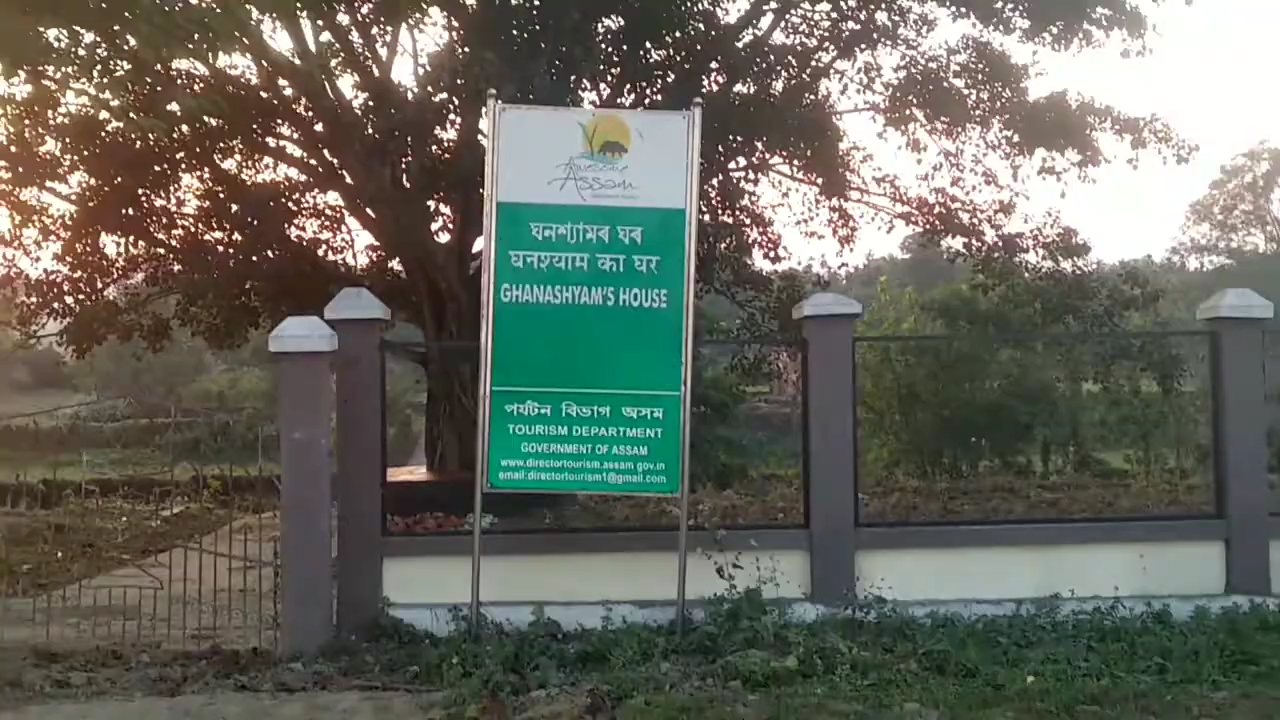 Awesome
Assam
ঘনশ্যামৰ ঘৰ
घनश्याम का घर
GHANASHYAM'S HOUSE
পৰ্যটন বিভাগ অসম
TOURISM DEPARTMENT
GOVERNMENT OF ASSAM
www.directortourism.assam.gov.in
email:directortourism1@gmail.com